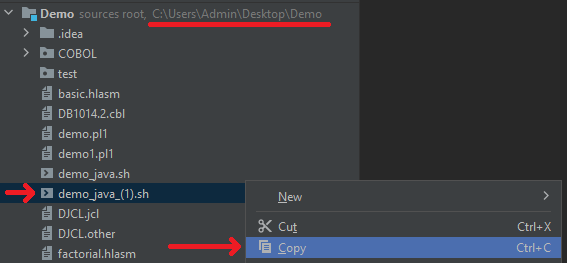 Demo sources root, C:\Users\Admin\Desktop\Demo
.idea
COBOL
test
basic.hlasm
DB1014.2.cbl
demo.pl1
demo1.pl1
demo_java.sh
demo_java_(1).sh
DJCL.jcl
DJCL.other
factorial.hlasm
New
Cut Ctrl+X
Copy Ctrl+C